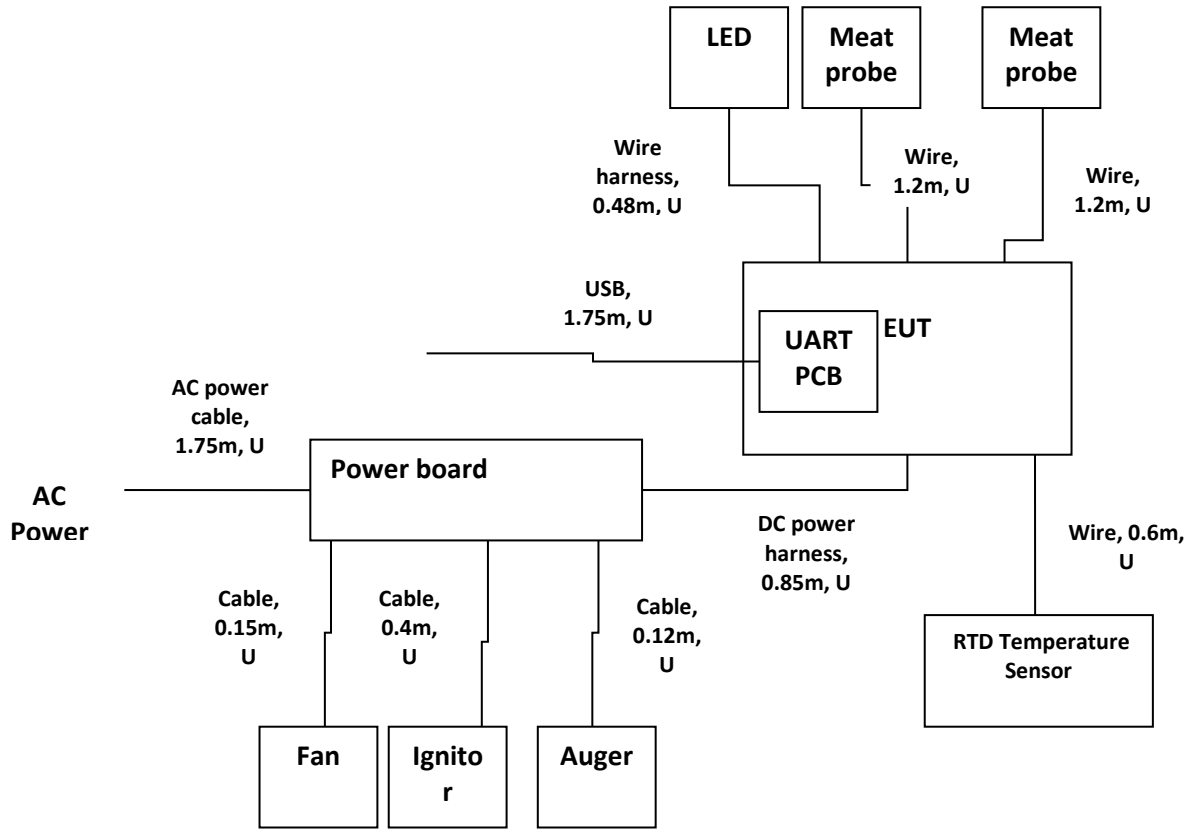 LED
Meat
probe
Meat
probe
Wire
harness,
0.48m, U
Wire,
1.2m, U
Wire,
1.2m, U
USB,
1.75m, U
EUT
UART
PCB
AC power
cable,
1.75m, U
Power board
AC
Power
DC power
harness,
0.85m, U
Wire, 0.6m,
U
Cable,
0.15m,
U
Cable,
0.4m,
U
Cable,
0.12m,
U
RTD Temperature
Sensor
Fan
Ignito
r
Auger